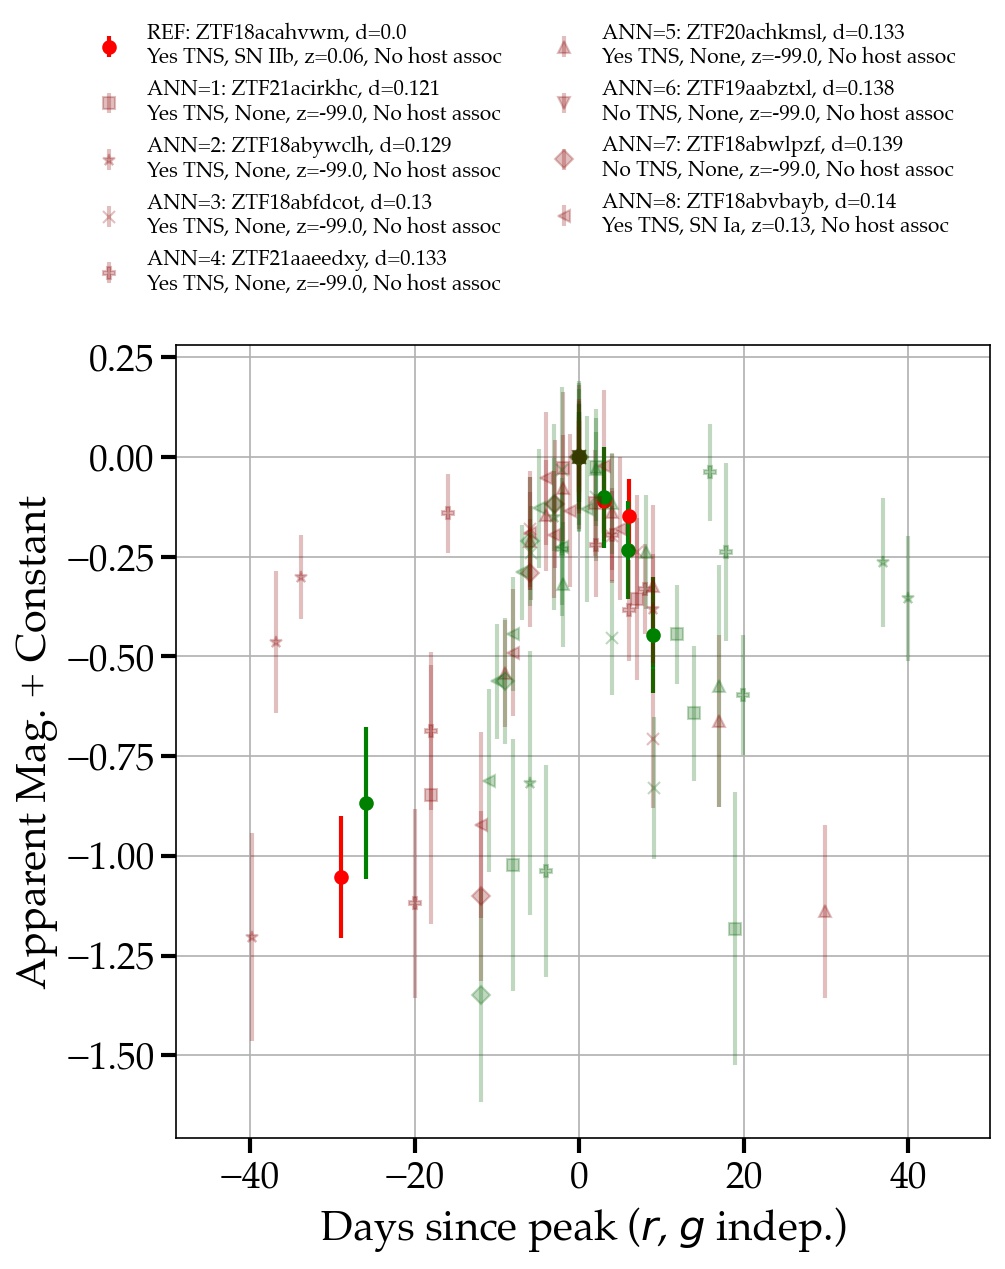 REF: ZTF18acahvwm, d=0.0
Yes TNS, SN IIb, z=0.06, No host assoc
ANN=1: ZTF21acirkhc, d=0.121
Yes TNS, None, z=-99.0, No host assoc
ANN=2: ZTF18abywclh, d=0.129
Yes TNS, None, z=-99.0, No host assoc
ANN=3: ZTF18abfdcot, d=0.13
Yes TNS, None, z=-99.0, No host assoc
ANN=4: ZTF21aaeedxy, d=0.133
Yes TNS, None, z=-99.0, No host assoc
ANN=5: ZTF20achkmsl, d=0.133
Yes TNS, None, z=-99.0, No host assoc
ANN=6: ZTF19aabztxl, d=0.138
No TNS, None, z=-99.0, No host assoc
ANN=7: ZTF18abwlpzf, d=0.139
No TNS, None, z=-99.0, No host assoc
ANN=8: ZTF18abvbayb, d=0.14
Yes TNS, SN Ia, z=0.13, No host assoc
Apparent Mag. + Constant
0.25
0.00
−0.25
−0.50
−0.75
−1.00
−1.25
−1.50
−40
−20
0
20
40
Days since peak (r, g indep.)